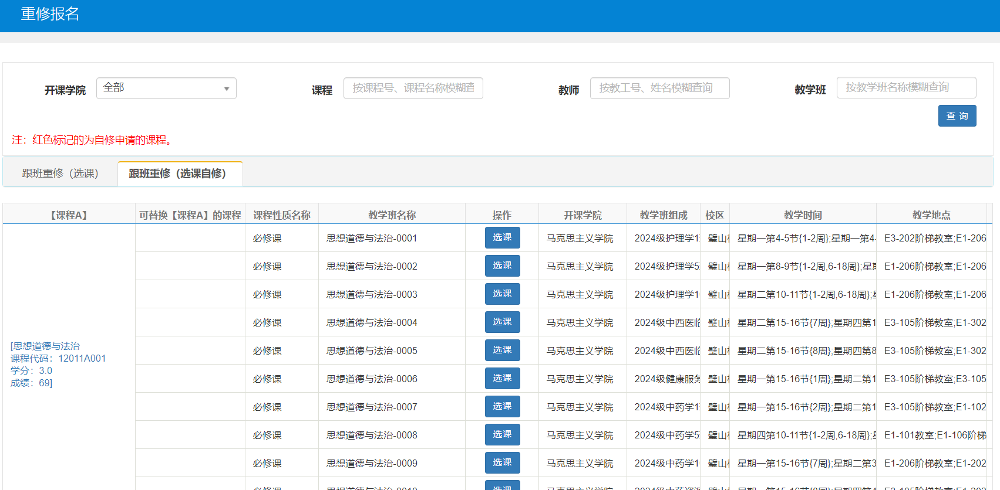 重修报名
开课学院 全部 课程 按课程号、课程名称模糊查 教师 按教工号、姓名模糊查询 教学班 按教学班名称模糊查询
查 询
注：红色标记的为自修申请的课程。
跟班重修（选课） 跟班重修（选课自修）
【课程A】 可替换【课程A】的课程 课程性质名称 教学班名称 操作 开课学院 教学班组成 校区 教学时间 教学地点
[思想道德与法治
课程代码：12011A001
学分：3.0
成绩：69]
必修课 思想道德与法治-0001 选课 马克思主义学院 2024级护理学1 璧山 星期一第4-5节{1-2周};星期一第4- E3-202阶梯教室;E1-206
必修课 思想道德与法治-0002 选课 马克思主义学院 2024级护理学5 璧山 星期一第8-9节{1-2周,6-18周};星期 E1-206阶梯教室;E1-206
必修课 思想道德与法治-0003 选课 马克思主义学院 2024级护理学1 璧山 星期二第10-11节{1-2周,6-18周}; E1-206阶梯教室;E1-206
必修课 思想道德与法治-0004 选课 马克思主义学院 2024级中西医临 璧山 星期二第15-16节{7周};星期四第1 E3-105阶梯教室;E1-302
必修课 思想道德与法治-0005 选课 马克思主义学院 2024级中西医临 璧山 星期二第15-16节{8周};星期四第8 E3-105阶梯教室;E1-302
必修课 思想道德与法治-0006 选课 马克思主义学院 2024级健康服务 璧山 星期一第15-16节{1周};星期二第1 E3-105阶梯教室;E3-105
必修课 思想道德与法治-0007 选课 马克思主义学院 2024级中药学1 璧山 星期一第15-16节{2周};星期二第1 E3-105阶梯教室;E1-102
必修课 思想道德与法治-0008 选课 马克思主义学院 2024级中药学5 璧山 星期四第10-11节{1-2周,6-18周}; E1-101教室;E1-106阶梯
必修课 思想道德与法治-0009 选课 马克思主义学院 2024级中药学1 璧山 星期一第15-16节{7周};星期二第3 E1-206阶梯教室;E1-202